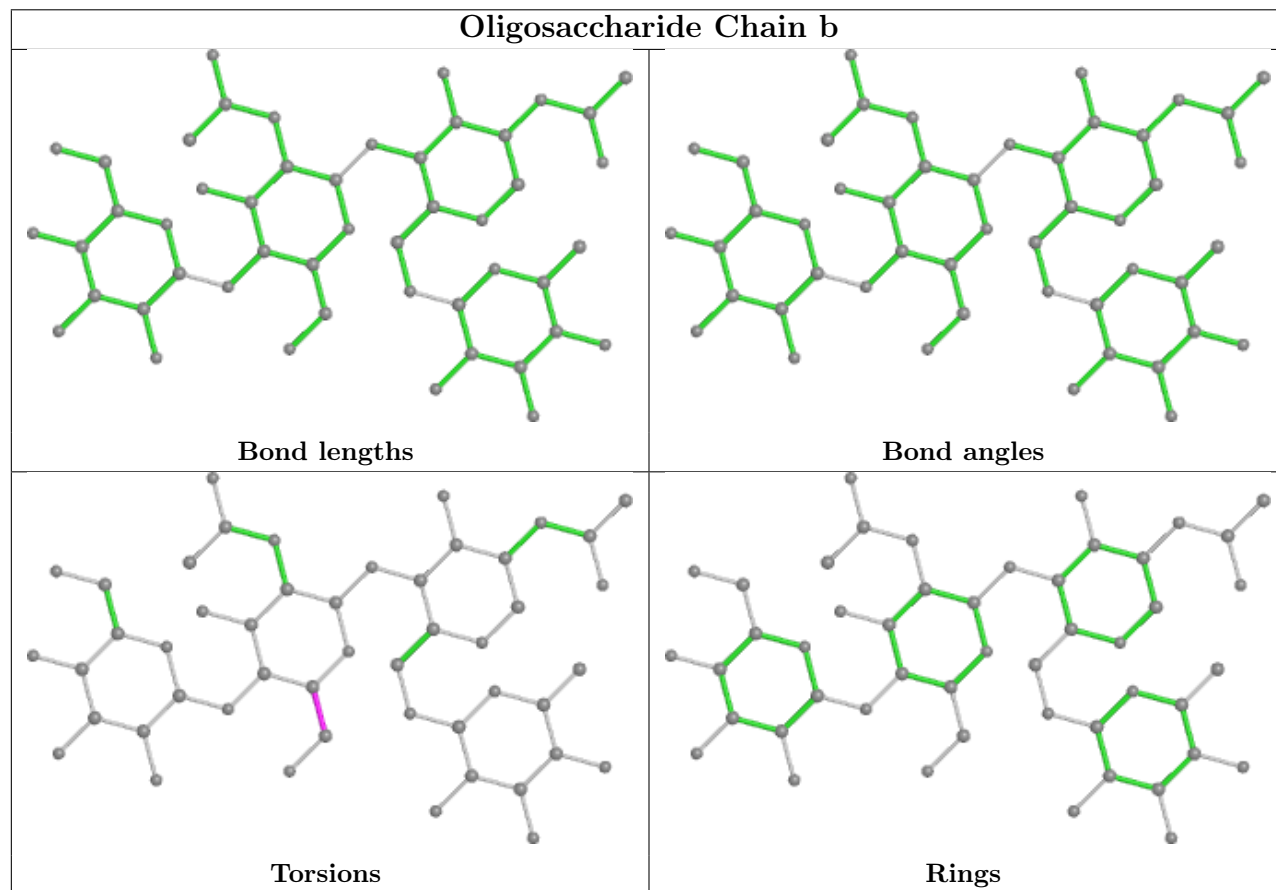 Oligosaccharide Chain b
Bond lengths
Bond angles
Torsions
Rings